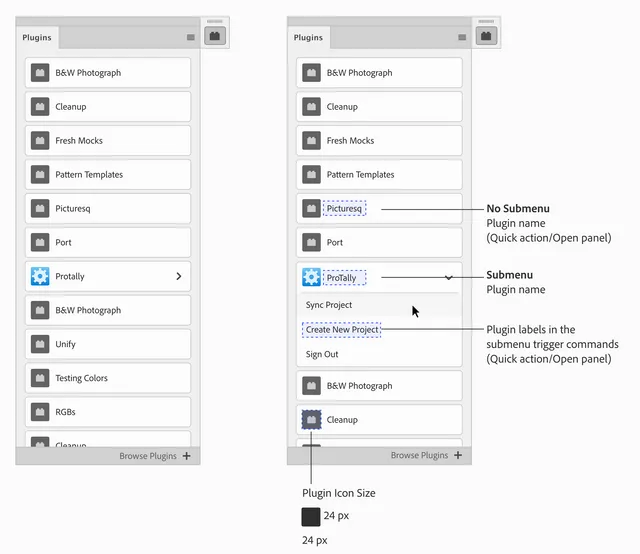 Plugins
B&W Photograph
Cleanup
Fresh Mocks
Pattern Templates
Picturesq
Port
Protally
B&W Photograph
Unify
Testing Colors
RGBs
Cleanup
Browse Plugins +
Plugins
B&W Photograph
Cleanup
Fresh Mocks
Pattern Templates
Picturesq
Port
ProTally
Sync Project
Create New Project
Sign Out
B&W Photograph
Cleanup
Browse Plugins +
No Submenu
Plugin name
(Quick action/Open panel)
Submenu
Plugin name
Plugin labels in the
submenu trigger commands
(Quick action/Open panel)
Plugin Icon Size
24 px
24 px